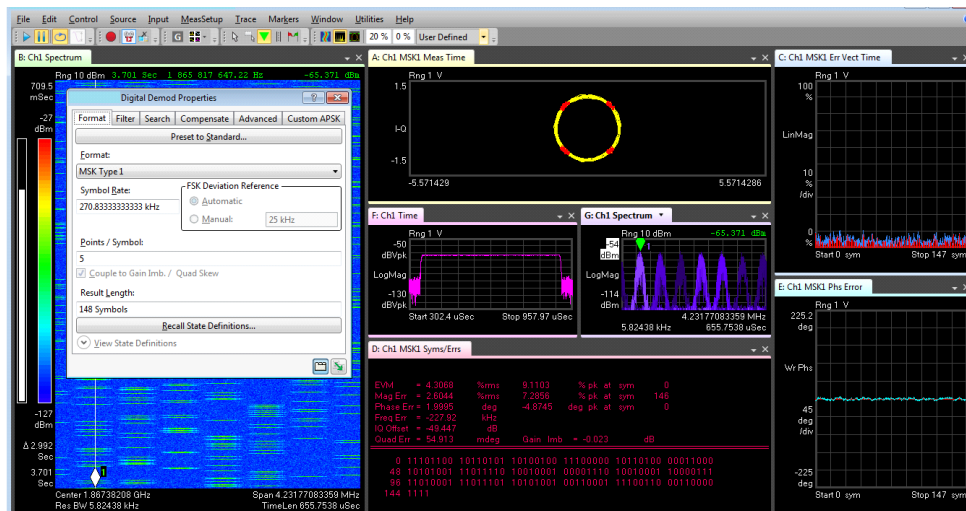 File Edit Control Source Input MeasSetup Trace Markers Window Utilities Help
20 % 0 % User Defined
B: Ch1 Spectrum
Rng 10 dBm 3.701 Sec 1 865 817 647.22 Hz -65.371 dBm
709.5
mSec
-27
dBm
-127
dBm
Δ 2.992
Sec
3.701
Sec
1
Center 1.86738208 GHz Span 4.23177083359 MHz
Res BW 5.82438 kHz TimeLen 655.7538 uSec
Digital Demod Properties
Format Filter Search Compensate Advanced Custom APSK
Preset to Standard...
Format:
MSK Type 1
Symbol Rate:
270.83333333333 kHz
FSK Deviation Reference
Automatic
Manual: 25 kHz
Points / Symbol:
5
Couple to Gain Imb. / Quad Skew
Result Length:
148 Symbols
Recall State Definitions...
View State Definitions
A: Ch1 MSK1 Meas Time
Rng 1 V
1.5
I-Q
-1.5
-5.571429 5.5714286
F: Ch1 Time
Rng 1 V
-50
dBVpk
LogMag
-130
dBVpk
Start 302.4 uSec Stop 957.97 uSec
G: Ch1 Spectrum
Rng 10 dBm -65.371 dBm
-54
dBm
1
LogMag
-114
dBm
4.23177083359 MHz
5.82438 kHz 655.7538 uSec
D: Ch1 MSK1 Syms/Errs
EVM = 4.3068 %rms 9.1103 % pk at sym 0
Mag Err = 2.6044 %rms 7.2856 % pk at sym 146
Phase Err = 1.9995 deg -4.8745 deg pk at sym 0
Freq Err = -227.92 kHz
IQ Offset = -49.447 dB
Quad Err = 54.913 mdeg Gain Imb = -0.023 dB
0 11101100 10110101 10100100 11100000 10110100 00011000
48 10101001 11011110 10010001 00001110 10010001 10000111
96 11101011 10101001 01010101 00110001 11100110 00110000
144 1111
C: Ch1 MSK1 Err Vect Time
Rng 1 V
100
%
LinMag
10
%
/div
0
%
Start 0 sym Stop 147 sym
E: Ch1 MSK1 Phs Error
Rng 1 V
225.2
deg
Wr Phs
45
deg
/div
-225
deg
Start 0 sym Stop 147 sym